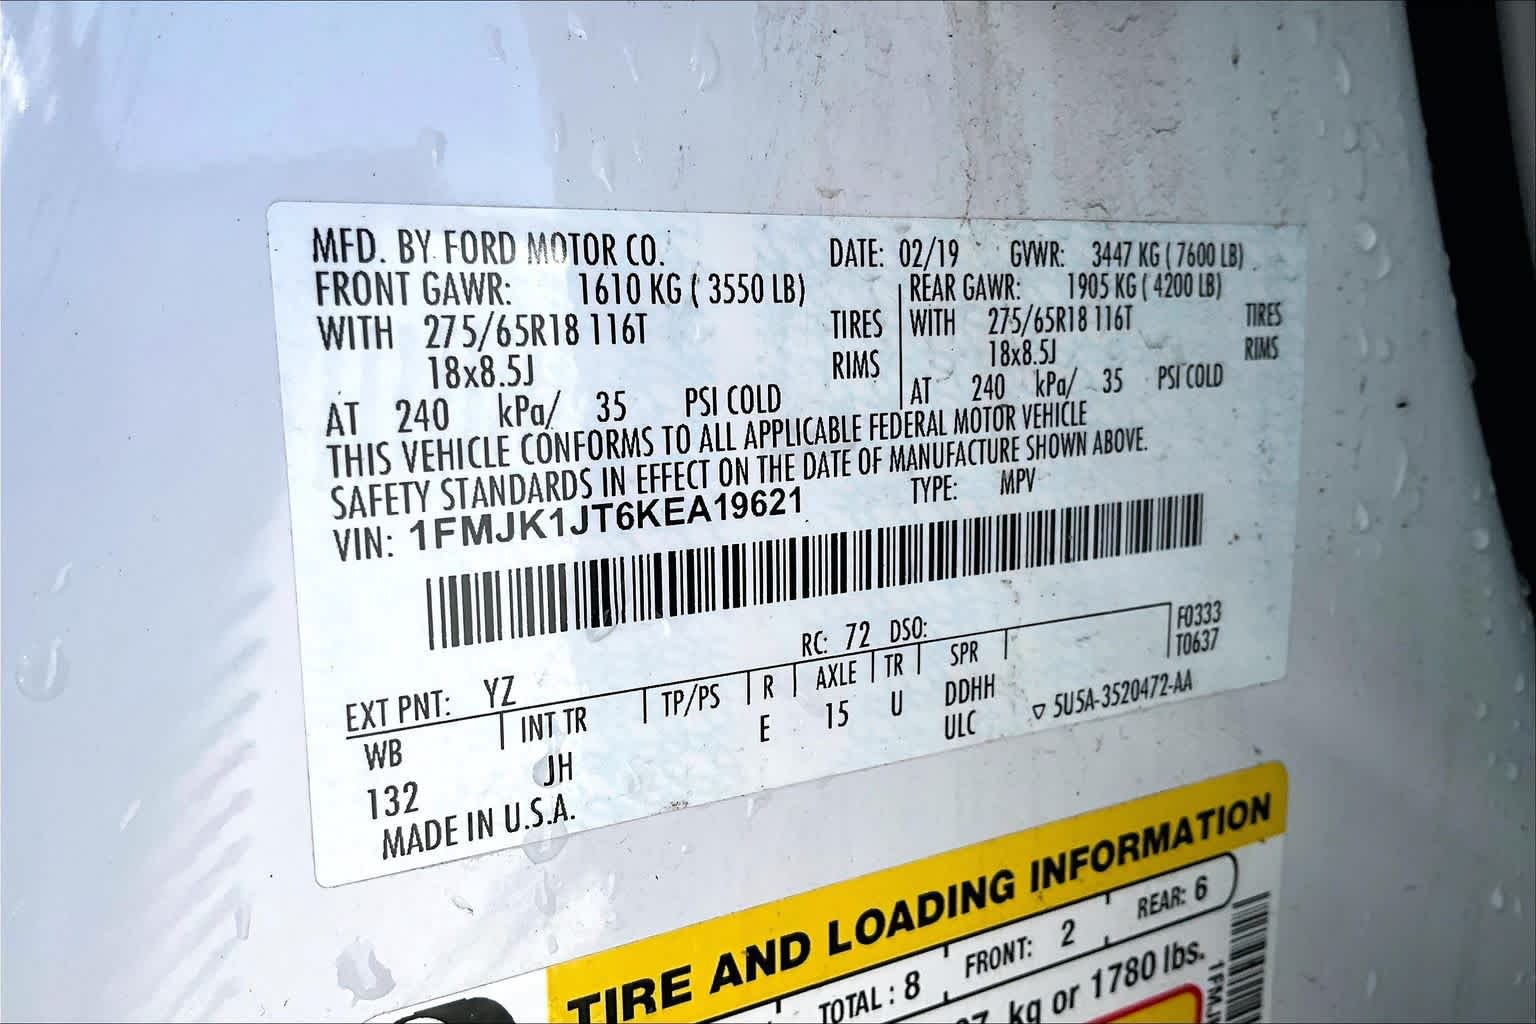 MFD. BY FORD MOTOR CO. DATE: 02/19 GVWR: 3447 KG ( 7600 LB)
FRONT GAWR: 1610 KG ( 3550 LB) REAR GAWR: 1905 KG ( 4200 LB)
WITH 275/65R18 116T TIRES WITH 275/65R18 116T TIRES
18x8.5J RIMS 18x8.5J RIMS
AT 240 kPa/ 35 PSI COLD AT 240 kPa/ 35 PSI COLD
THIS VEHICLE CONFORMS TO ALL APPLICABLE FEDERAL MOTOR VEHICLE
SAFETY STANDARDS IN EFFECT ON THE DATE OF MANUFACTURE SHOWN ABOVE.
VIN: 1FMJK1JT6KEA19621 TYPE: MPV
F0333
EXT PNT: YZ RC: 72 DSO: T0637
WB INT TR TP/PS R AXLE TR SPR
132 JH E 15 U DDHH
ULC ▽ 5U5A-3520472-AA
MADE IN U.S.A.
TIRE AND LOADING INFORMATION
TOTAL : 8 FRONT: 2 REAR: 6
kg or 1780 lbs.